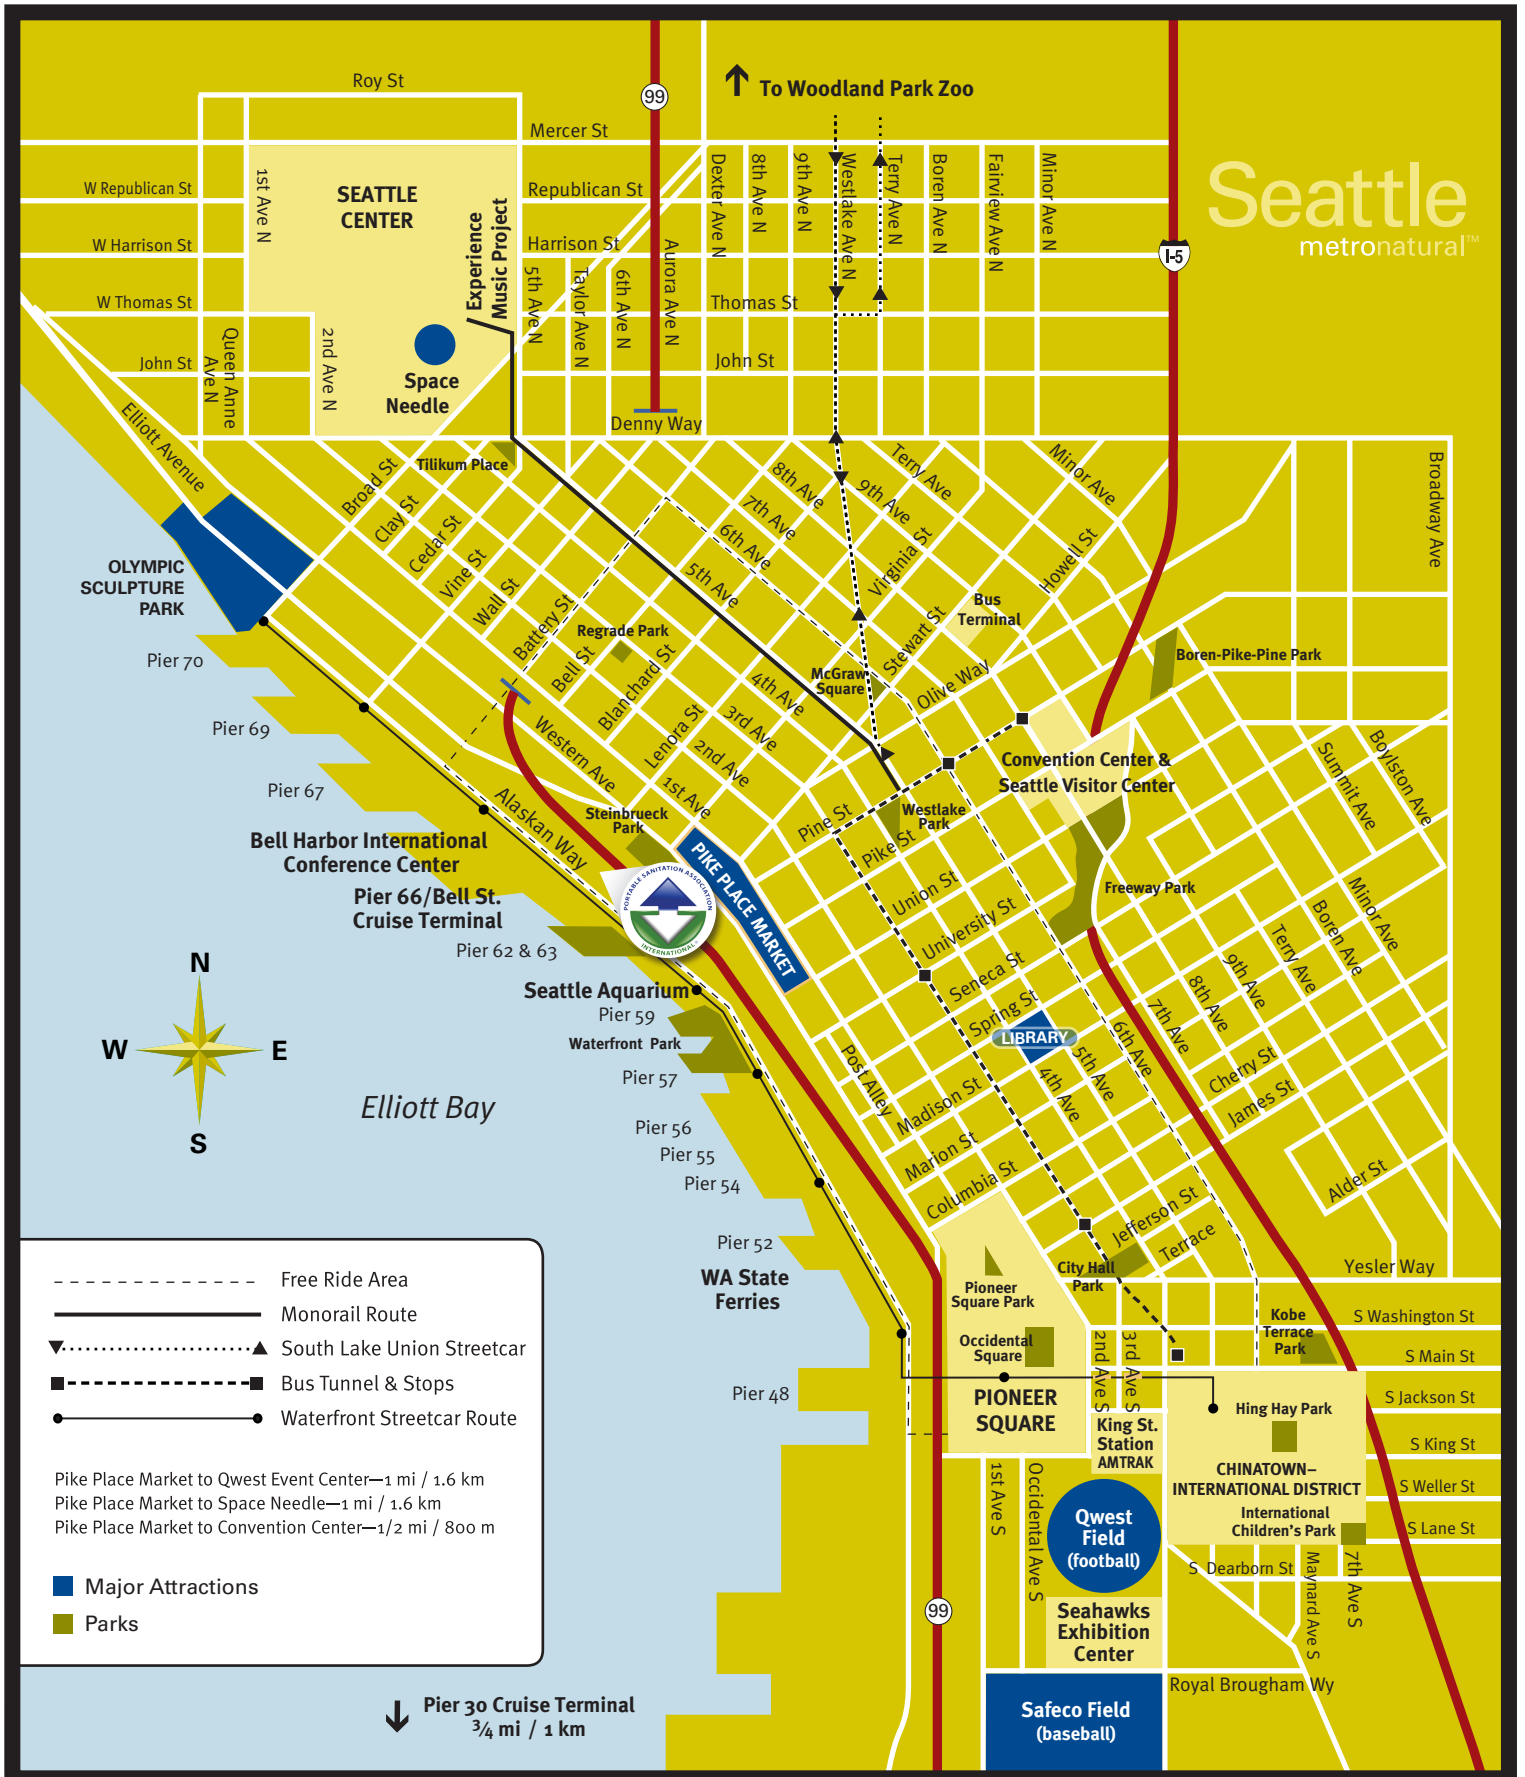 Roy St
99
To Woodland Park Zoo
Mercer St
Seattle
metronatural™
1st Ave N
SEATTLE
CENTER
W Republican St
Republican St
Experience
Music Project
Dexter Ave N
8th Ave N
9th Ave N
Westlake Ave N
Terry Ave N
Boren Ave N
Fairview Ave N
Minor Ave N
I-5
W Harrison St
Harrison St
5th Ave N
Taylor Ave N
6th Ave N
Aurora Ave N
W Thomas St
Thomas St
Queen Anne
Ave N
2nd Ave N
John St
John St
Space
Needle
Denny Way
Elliott Avenue
Tilikum Place
Broad St
Clay St
Cedar St
Vine St
Wall St
Battery St
Bell St
Blanchard St
Lenora St
8th Ave
7th Ave
6th Ave
5th Ave
4th Ave
3rd Ave
2nd Ave
1st Ave
Western Ave
Terry Ave
9th Ave
Minor Ave
Virginia St
Stewart St
Howell St
Olive Way
Broadway Ave
OLYMPIC
SCULPTURE
PARK
Bus
Terminal
Regrade Park
McGraw
Square
Boren-Pike-Pine Park
Pier 70
Pier 69
Pier 67
Convention Center &
Seattle Visitor Center
Summit Ave
Boylston Ave
Alaskan Way
Steinbrueck
Park
Pine St
Pike St
Westlake
Park
Bell Harbor International
Conference Center
Pier 66/Bell St.
Cruise Terminal
PORTABLE SANITATION ASSOCIATION
INTERNATIONAL
PIKE PLACE MARKET
Freeway Park
Union St
University St
Seneca St
Spring St
Minor Ave
Boren Ave
Terry Ave
9th Ave
8th Ave
7th Ave
6th Ave
5th Ave
4th Ave
Pier 62 & 63
Seattle Aquarium
Pier 59
Waterfront Park
Pier 57
LIBRARY
Post Alley
Madison St
Marion St
Columbia St
Cherry St
James St
N
W
E
S
Elliott Bay
Pier 56
Pier 55
Pier 54
Alder St
Jefferson St
Terrace
Pier 52
WA State
Ferries
City Hall
Park
Yesler Way
Pioneer
Square Park
Kobe
Terrace
Park
S Washington St
Occidental
Square
2nd Ave S
3rd Ave S
S Main St
Pier 48
PIONEER
SQUARE
S Jackson St
Hing Hay Park
King St.
Station
AMTRAK
S King St
CHINATOWN–
INTERNATIONAL DISTRICT
S Weller St
International
Children's Park
S Lane St
1st Ave S
Occidental Ave S
Qwest
Field
(football)
S Dearborn St
Maynard Ave S
7th Ave S
99
Seahawks
Exhibition
Center
Royal Brougham Wy
Safeco Field
(baseball)
Free Ride Area
Monorail Route
South Lake Union Streetcar
Bus Tunnel & Stops
Waterfront Streetcar Route
Pike Place Market to Qwest Event Center—1 mi / 1.6 km
Pike Place Market to Space Needle—1 mi / 1.6 km
Pike Place Market to Convention Center—1/2 mi / 800 m
Major Attractions
Parks
Pier 30 Cruise Terminal
3/4 mi / 1 km